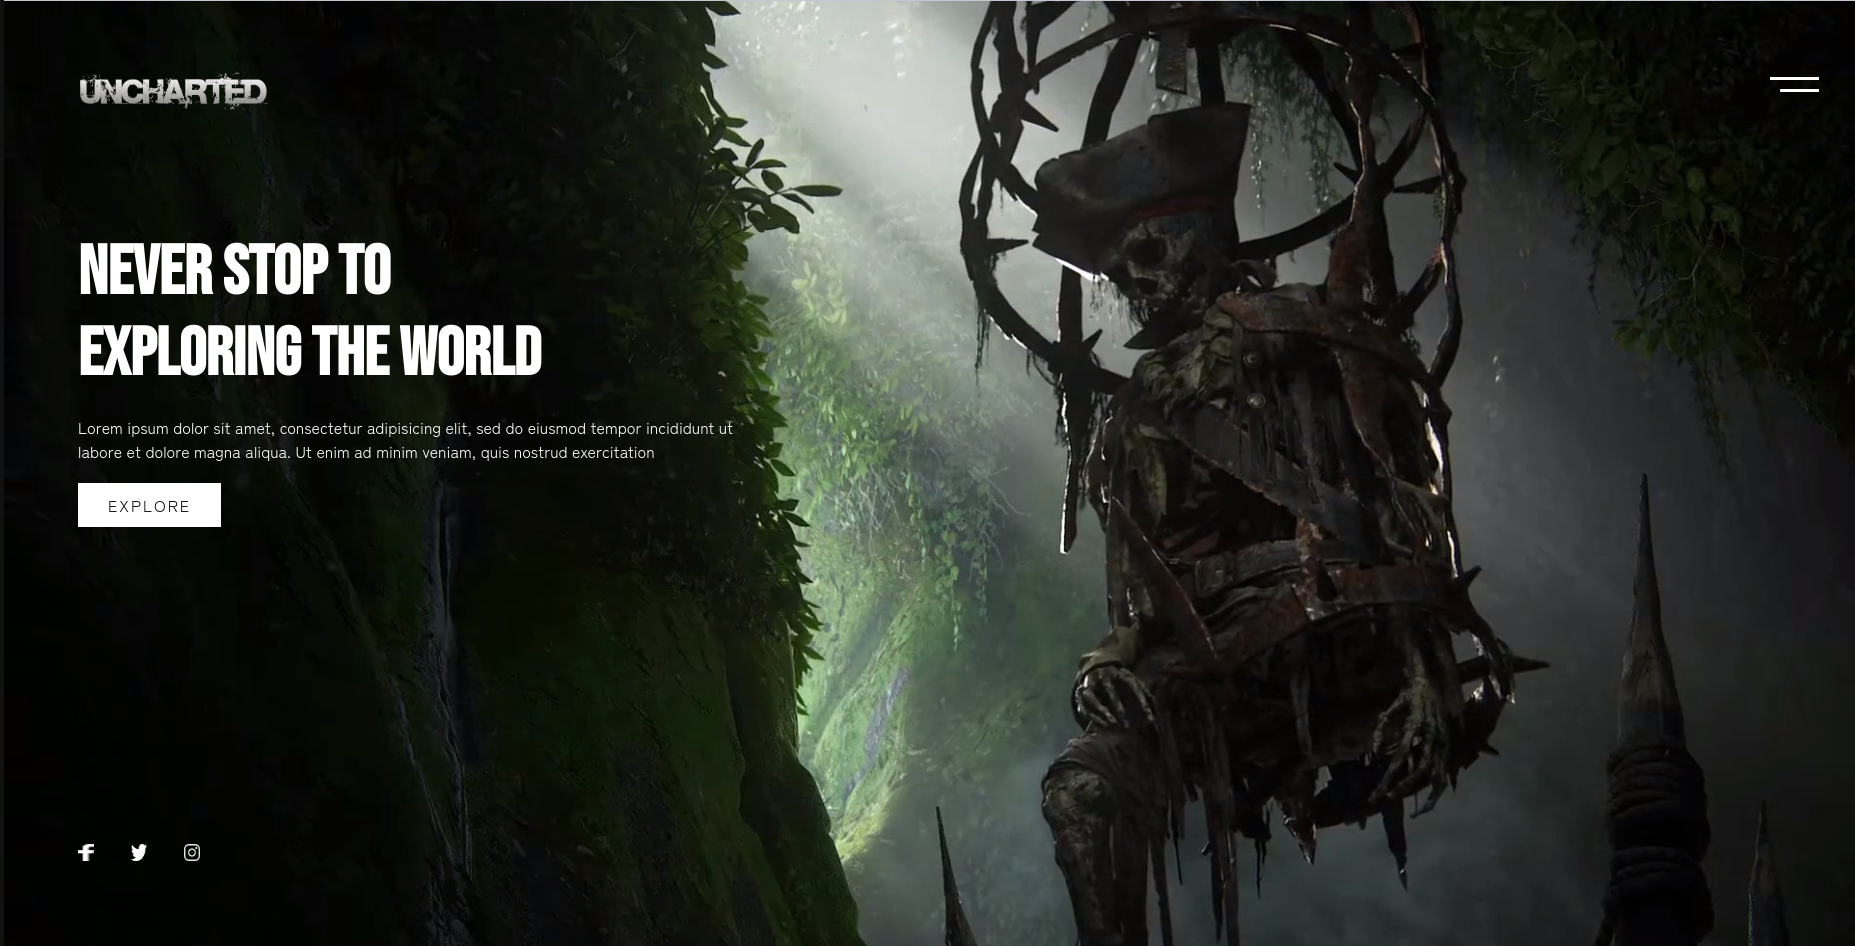 UNCHARTED
NEVER STOP TO
EXPLORING THE WORLD
Lorem ipsum dolor sit amet, consectetur adipisicing elit, sed do eiusmod tempor incididunt ut
labore et dolore magna aliqua. Ut enim ad minim veniam, quis nostrud exercitation
EXPLORE